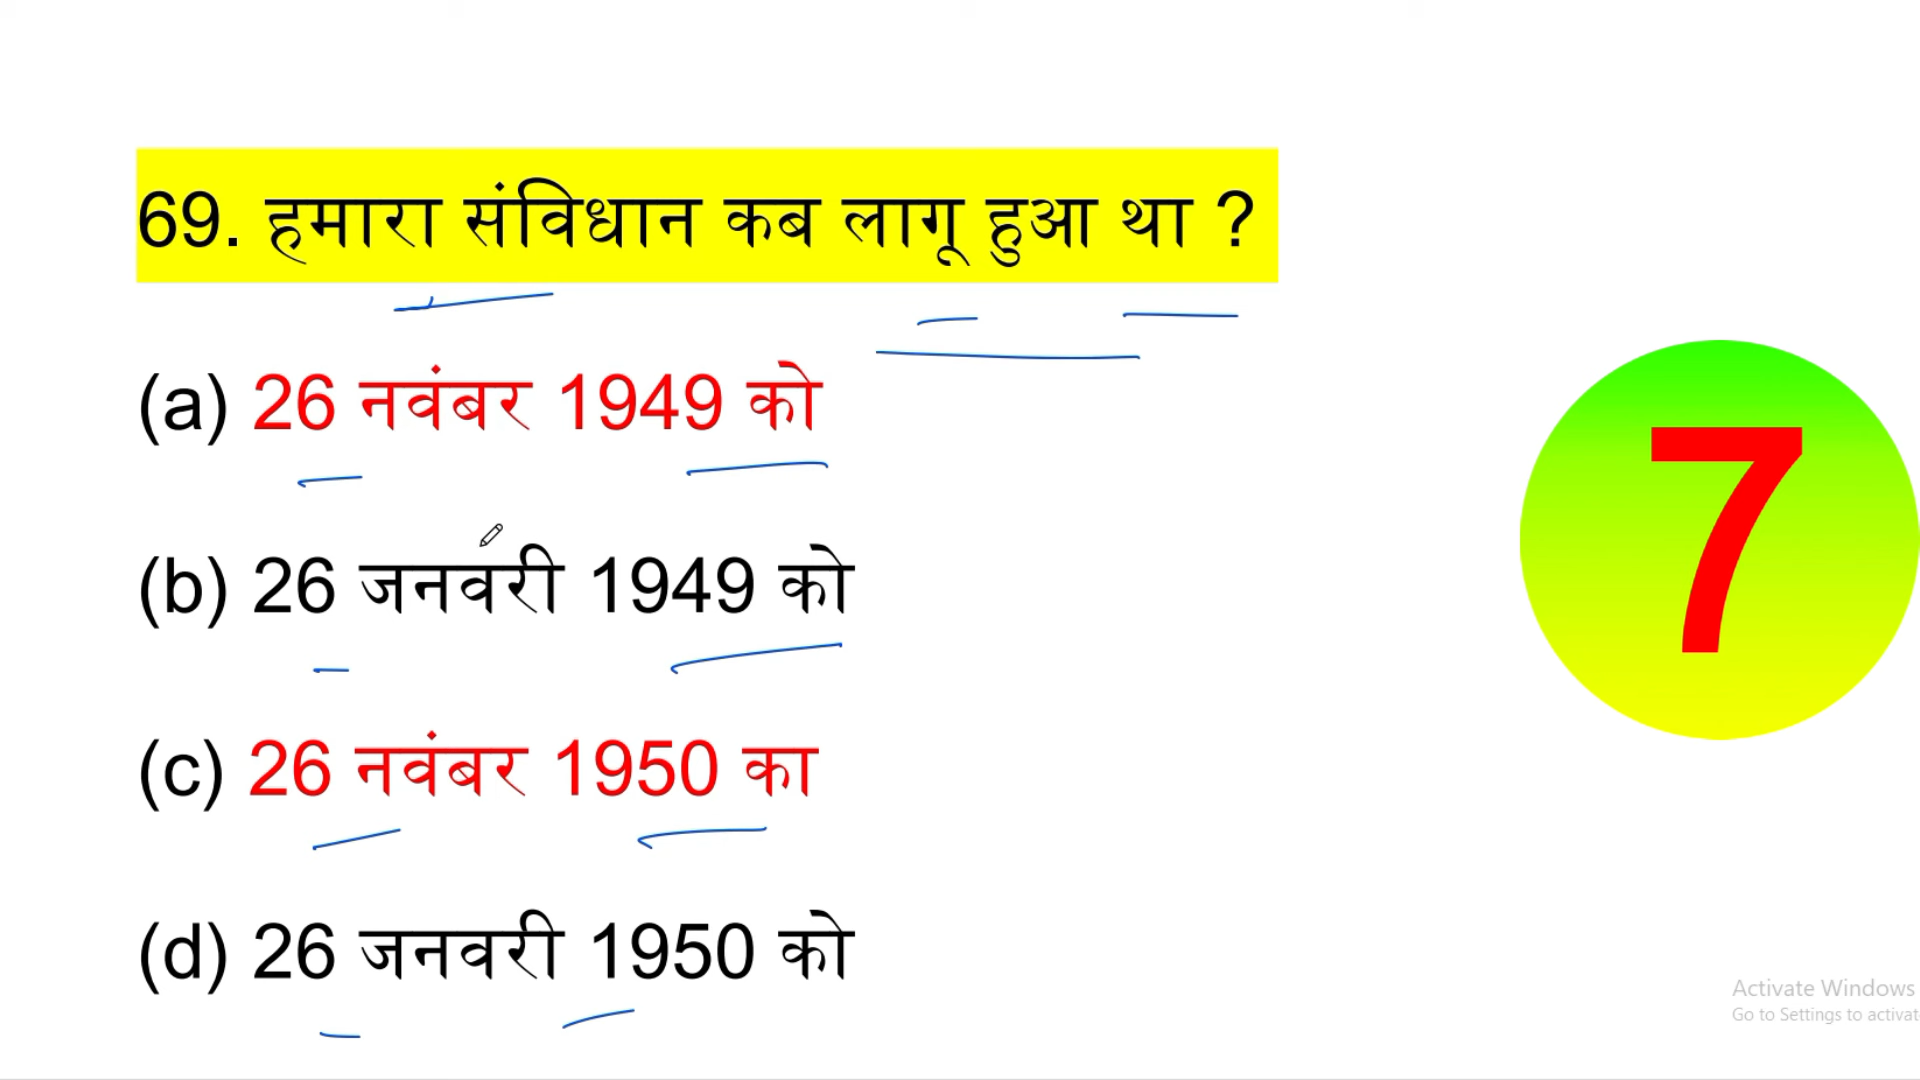 69. हमारा संविधान कब लागू हुआ था ?
(a) 26 नवंबर 1949 को
(b) 26 जनवरी 1949 को
(c) 26 नवंबर 1950 का
(d) 26 जनवरी 1950 को
7
Activate Windows
Go to Settings to activat